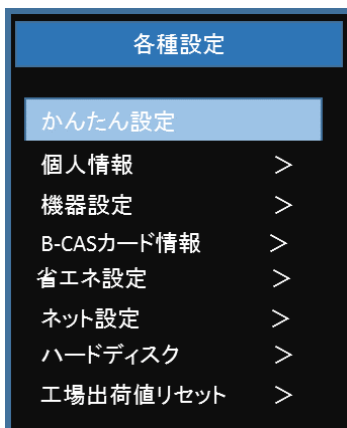 各種設定
かんたん設定
個人情報 ＞
機器設定 ＞
B-CASカード情報 ＞
省エネ設定 ＞
ネット設定 ＞
ハードディスク ＞
工場出荷値リセット ＞